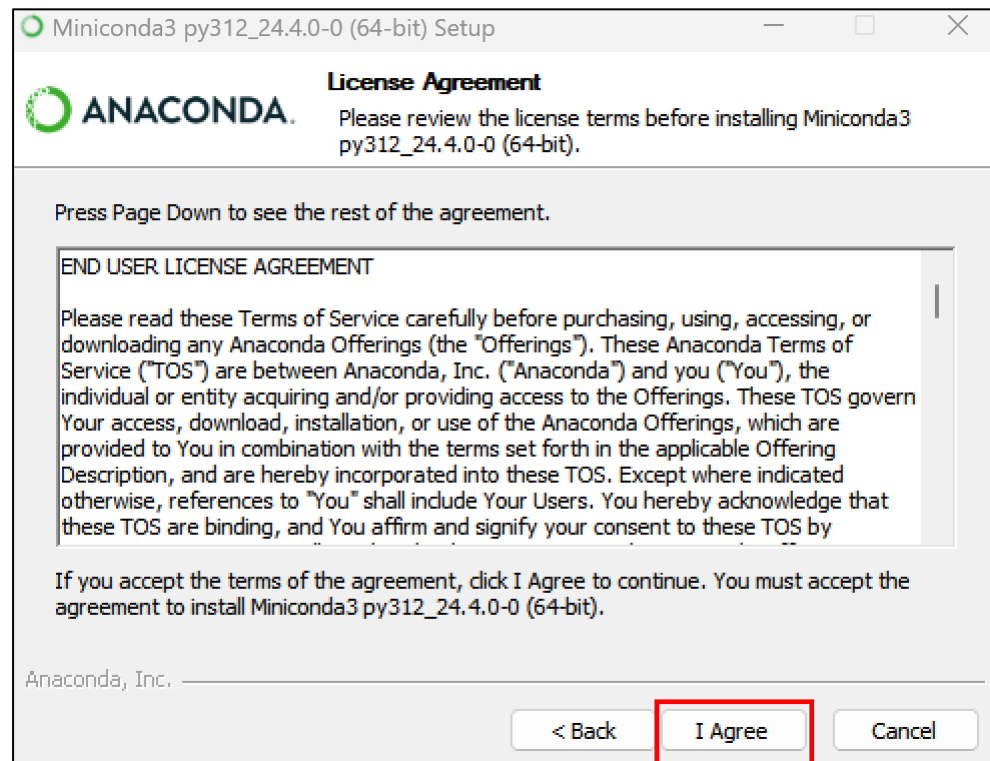 Miniconda3 py312_24.4.0-0 (64-bit) Setup
ANACONDA.
License Agreement
Please review the license terms before installing Miniconda3
py312_24.4.0-0 (64-bit).
Press Page Down to see the rest of the agreement.
END USER LICENSE AGREEMENT
Please read these Terms of Service carefully before purchasing, using, accessing, or
downloading any Anaconda Offerings (the "Offerings"). These Anaconda Terms of
Service ("TOS") are between Anaconda, Inc. ("Anaconda") and you ("You"), the
individual or entity acquiring and/or providing access to the Offerings. These TOS govern
Your access, download, installation, or use of the Anaconda Offerings, which are
provided to You in combination with the terms set forth in the applicable Offering
Description, and are hereby incorporated into these TOS. Except where indicated
otherwise, references to "You" shall include Your Users. You hereby acknowledge that
these TOS are binding, and You affirm and signify your consent to these TOS by
If you accept the terms of the agreement, click I Agree to continue. You must accept the
agreement to install Miniconda3 py312_24.4.0-0 (64-bit).
Anaconda, Inc.
< Back
I Agree
Cancel